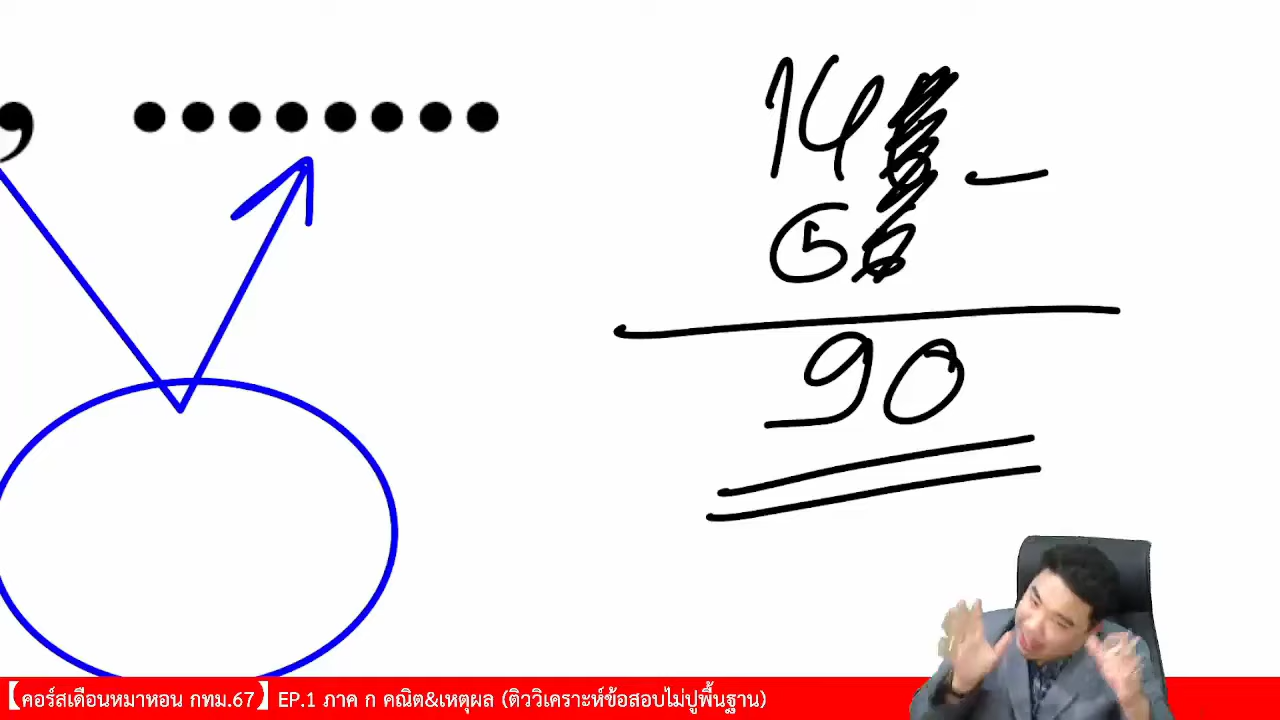 , ........
14 –
5
90
【คอร์สเดือนหมาหอน กทม.67】 EP.1 ภาค ก คณิต&เหตุผล (ติววิเคราะห์ข้อสอบไม่ปูพื้นฐาน)